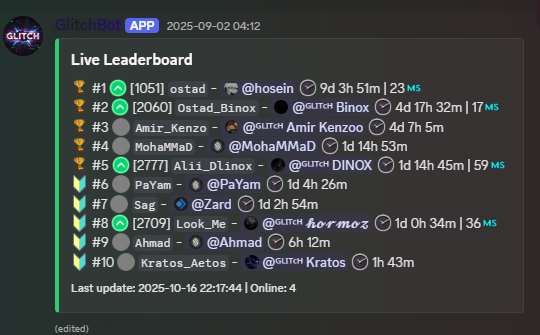 GLITCH
GlitchBot APP 2025-09-02 04:12
Live Leaderboard
🏆 #1 [1051] ostad - @hosein 9d 3h 51m | 23 MS
🏆 #2 [2060] Ostad_Binox - @ᴳᴸᴵᵀᶜᴴ Binox 4d 17h 32m | 17 MS
🏆 #3 Amir_Kenzo - @ᴳᴸᴵᵀᶜᴴ Amir Kenzoo 4d 7h 5m
🏆 #4 MohaMMaD - @MohaMMaD 1d 14h 53m
🏆 #5 [2777] Alii_Dlinox - @ᴳᴸᴵᵀᶜᴴ DINOX 1d 14h 45m | 59 MS
🔰 #6 PaYam - @PaYam 1d 4h 26m
🔰 #7 Sag - @Zard 1d 2h 54m
🔰 #8 [2709] Look_Me - @ᴳᴸᴵᵀᶜᴴ 𝓱𝓸𝓻𝓶𝓸𝔃 1d 0h 34m | 36 MS
🔰 #9 Ahmad - @Ahmad 6h 12m
🔰 #10 Kratos_Aetos - @ᴳᴸᴵᵀᶜᴴ Kratos 1h 43m
Last update: 2025-10-16 22:17:44 | Online: 4
(edited)